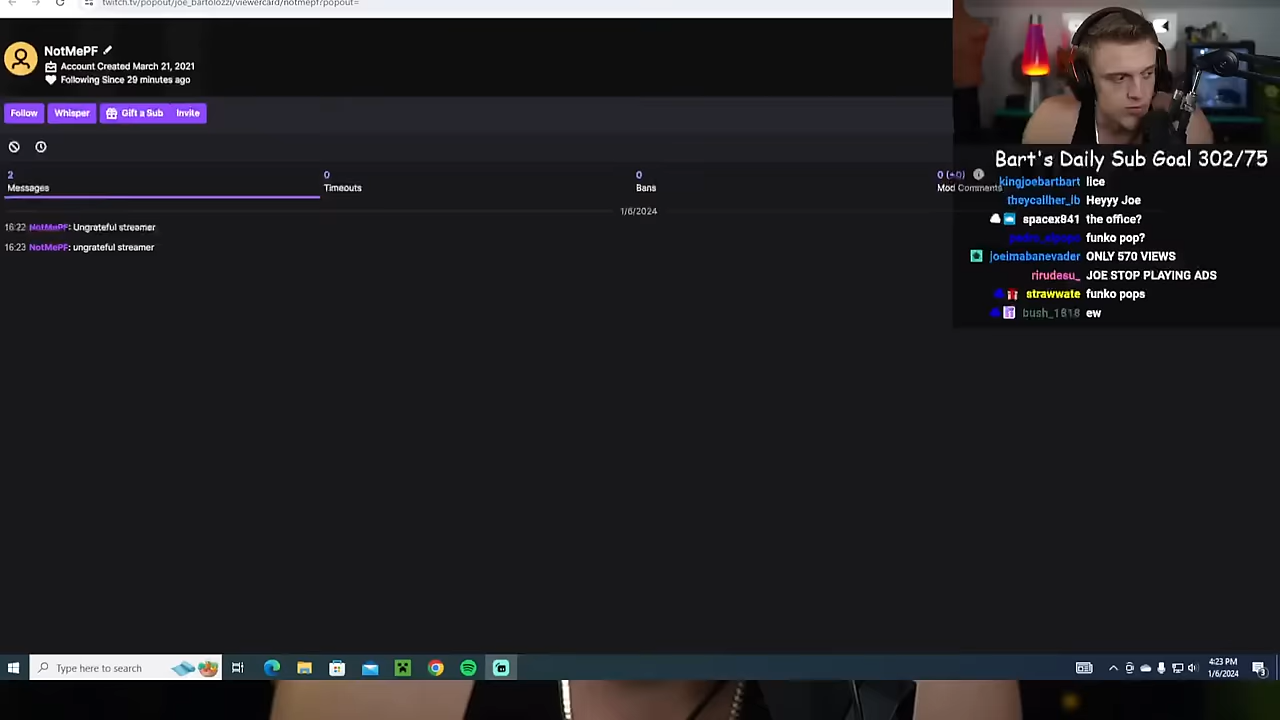 twitch.tv/popout/joe_bartolozzi/viewercard/notmepf?popout=
NotMePF
Account Created March 21, 2021
Following Since 29 minutes ago
Follow
Whisper
Gift a Sub
Invite
2
Messages
0
Timeouts
0
Bans
0 (+0)
Mod Comments
1/6/2024
16:22 NotMePF: Ungrateful streamer
16:23 NotMePF: ungrateful streamer
Bart's Daily Sub Goal 302/75
kingjoebartbart lice
theycallher_ib Heyyy Joe
spacex841 the office?
funko pop?
joeimabanevader ONLY 570 VIEWS
rirudesu_ JOE STOP PLAYING ADS
strawwate funko pops
bush_1818 ew
Type here to search
4:23 PM
1/6/2024
3